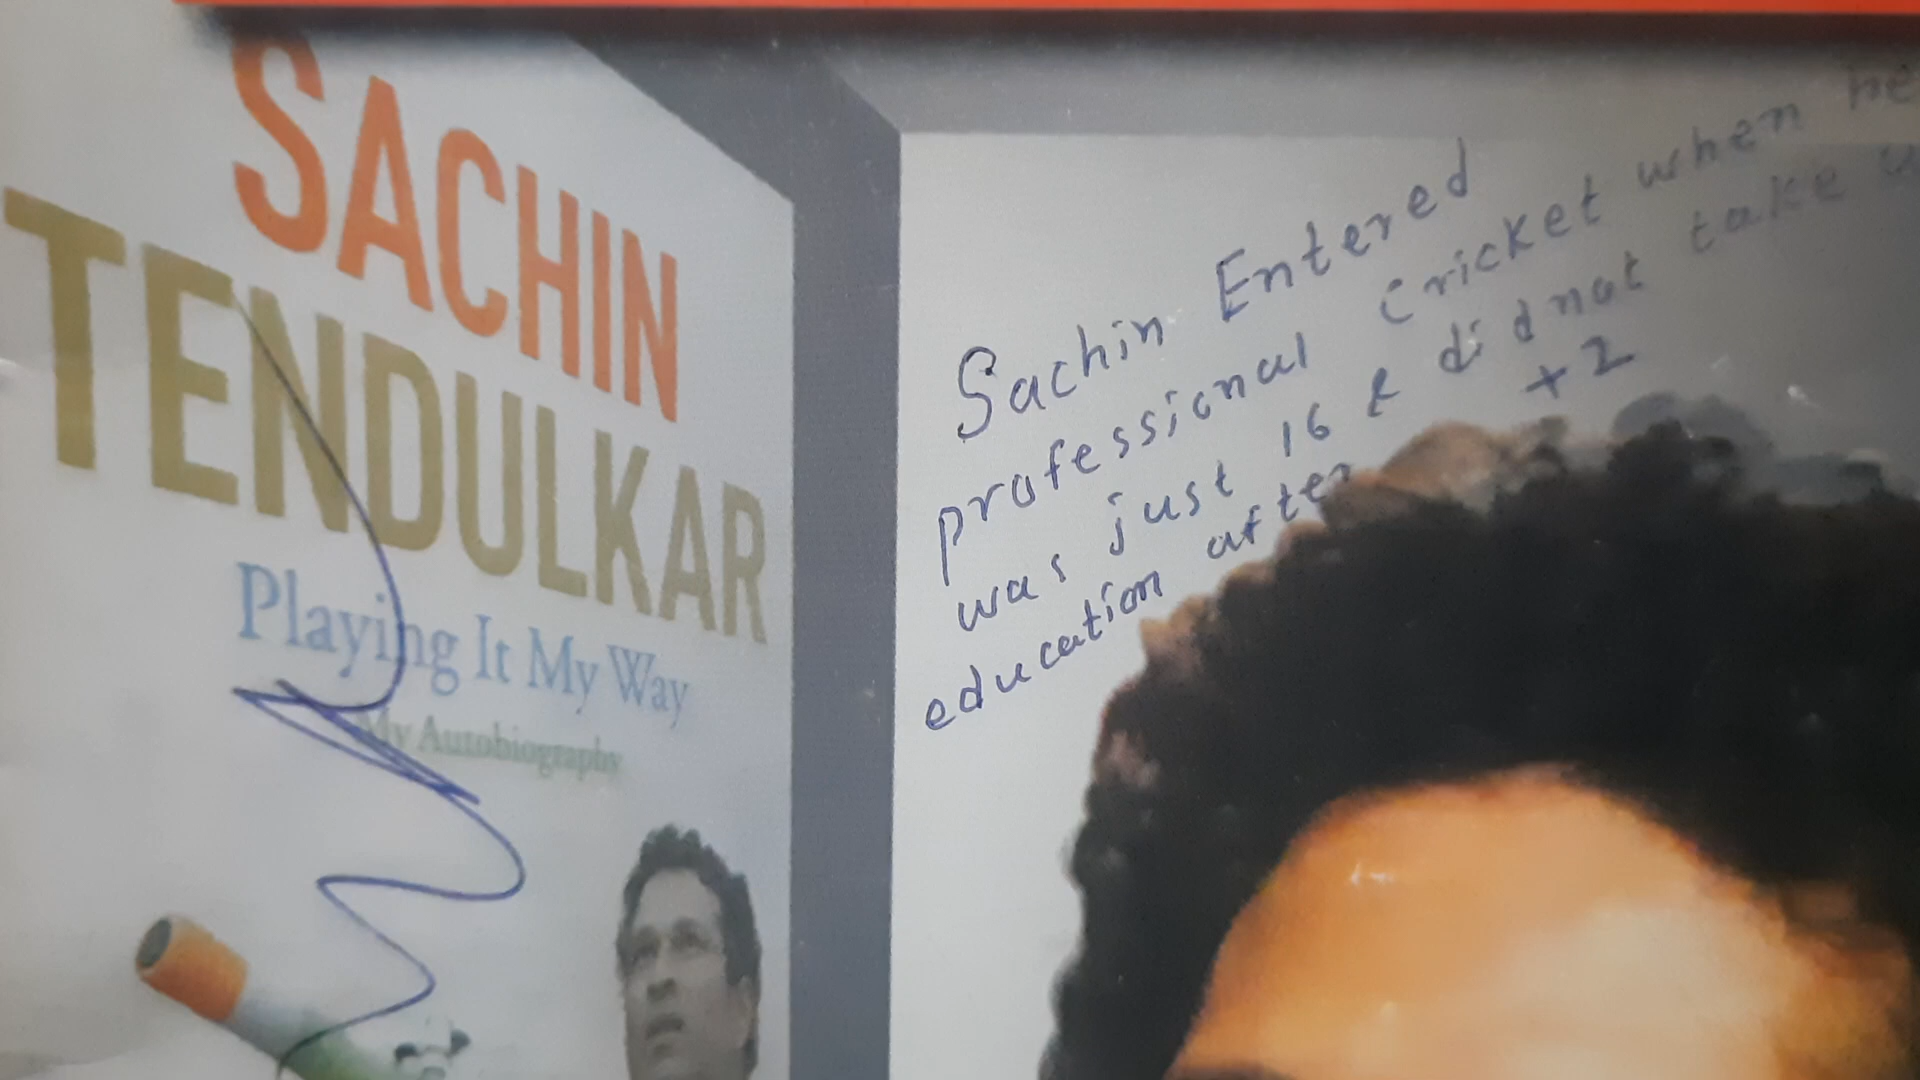 SACHIN
TENDULKAR
Playing It My Way
My Autobiography
Sachin Entered
professional Cricket when he
was just 16 & did not take
education after +2